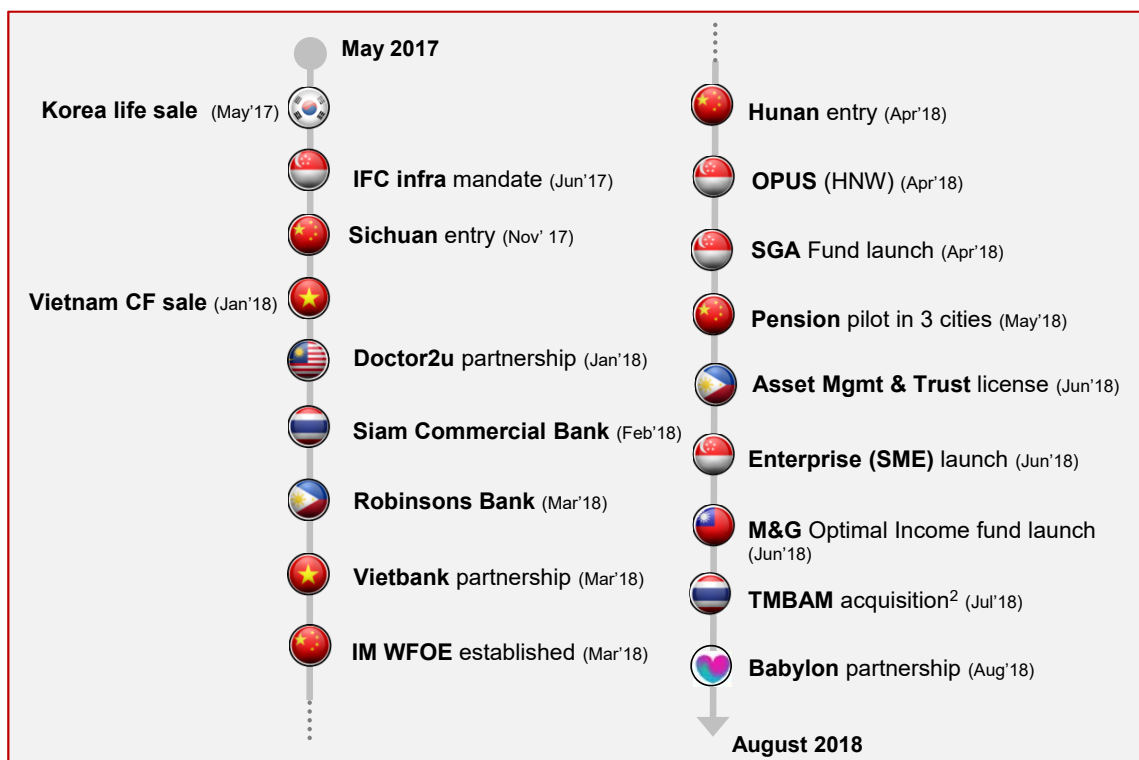 May 2017
Korea life sale (May'17)
IFC infra mandate (Jun'17)
Sichuan entry (Nov' 17)
Vietnam CF sale (Jan'18)
Doctor2u partnership (Jan'18)
Siam Commercial Bank (Feb'18)
Robinsons Bank (Mar'18)
Vietbank partnership (Mar'18)
IM WFOE established (Mar'18)
Hunan entry (Apr'18)
OPUS (HNW) (Apr'18)
SGA Fund launch (Apr'18)
Pension pilot in 3 cities (May'18)
Asset Mgmt & Trust license (Jun'18)
Enterprise (SME) launch (Jun'18)
M&G Optimal Income fund launch
(Jun'18)
TMBAM acquisition² (Jul'18)
Babylon partnership (Aug'18)
August 2018